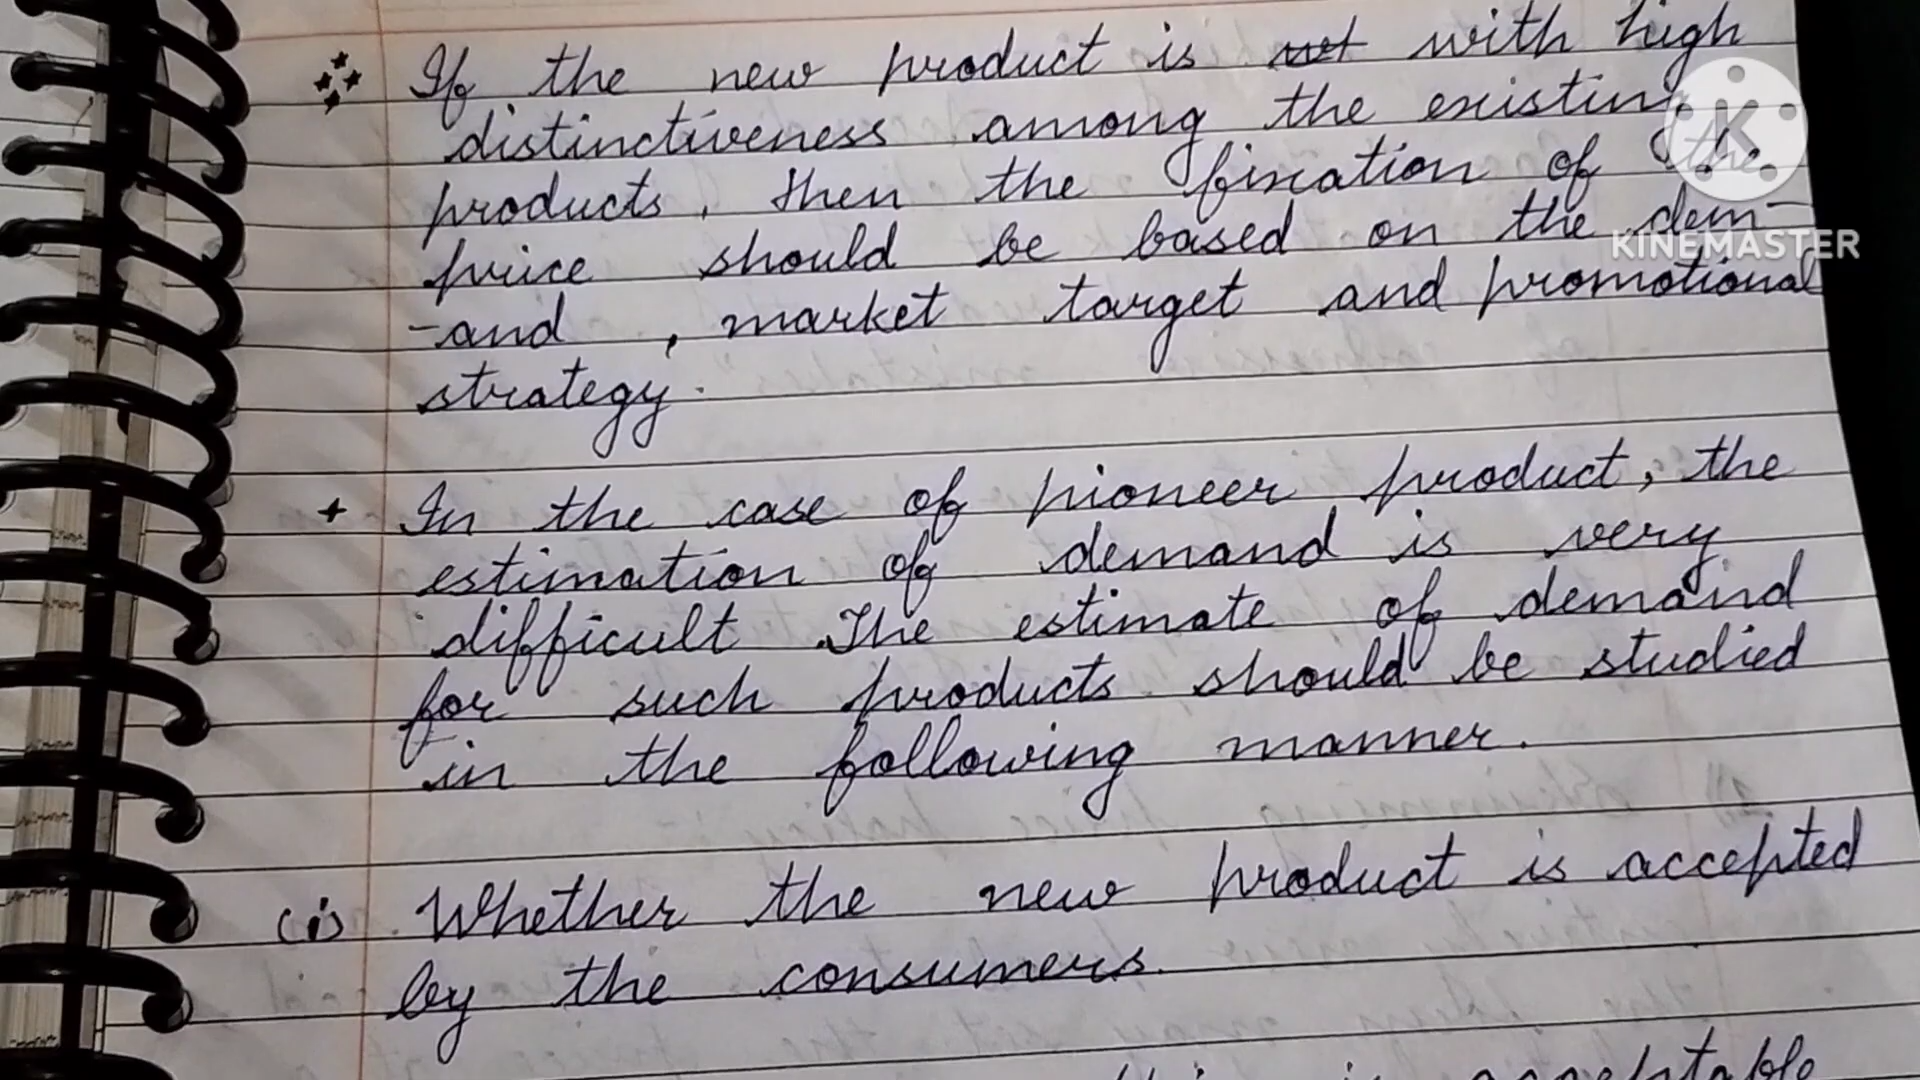 If the new product is not with high
distinctiveness among the existing
products, then the fixation of the
price should be based on the dem-
-and, market target and promotional
strategy.
+ In the case of pioneer product, the
estimation of demand is very
difficult. The estimate of demand
for such products should be studied
in the following manner.
(i) Whether the new product is accepted
by the consumers.
acceptable
K
KINEMASTER